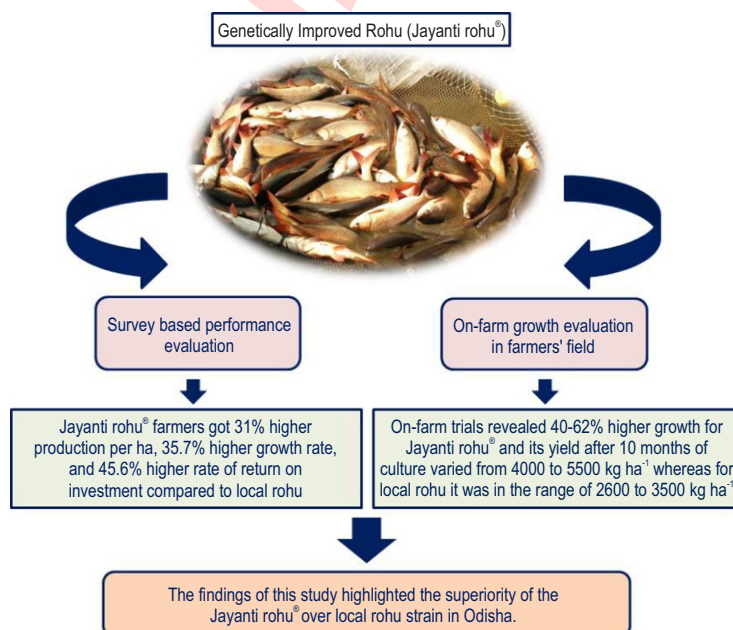 Genetically Improved Rohu (Jayanti rohu®)
Survey based performance
evaluation
On-farm growth evaluation
in farmers' field
Jayanti rohu® farmers got 31% higher
production per ha, 35.7% higher growth rate,
and 45.6% higher rate of return on
investment compared to local rohu
On-farm trials revealed 40-62% higher growth for
Jayanti rohu® and its yield after 10 months of
culture varied from 4000 to 5500 kg ha⁻¹ whereas for
local rohu it was in the range of 2600 to 3500 kg ha⁻¹
The findings of this study highlighted the superiority of the
Jayanti rohu® over local rohu strain in Odisha.